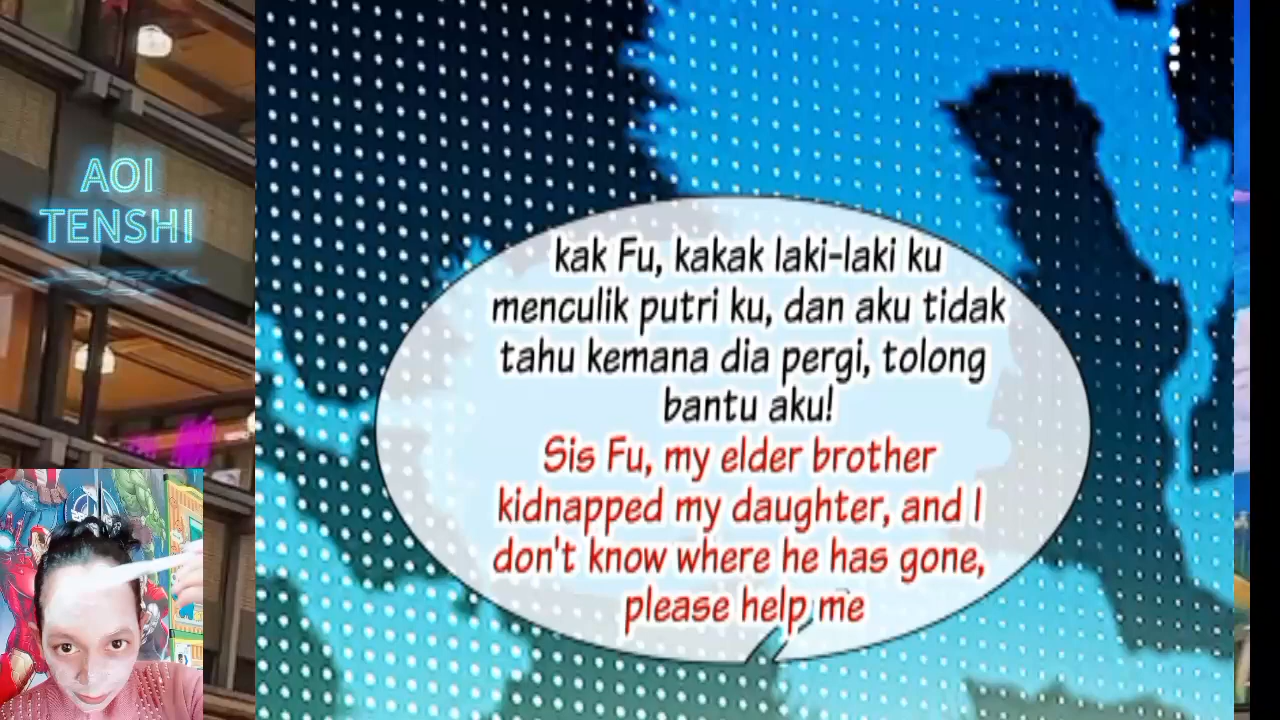 AOI
TENSHI
kak Fu, kakak laki-laki ku
menculik putri ku, dan aku tidak
tahu kemana dia pergi, tolong
bantu aku!
Sis Fu, my elder brother
kidnapped my daughter, and I
don't know where he has gone,
please help me